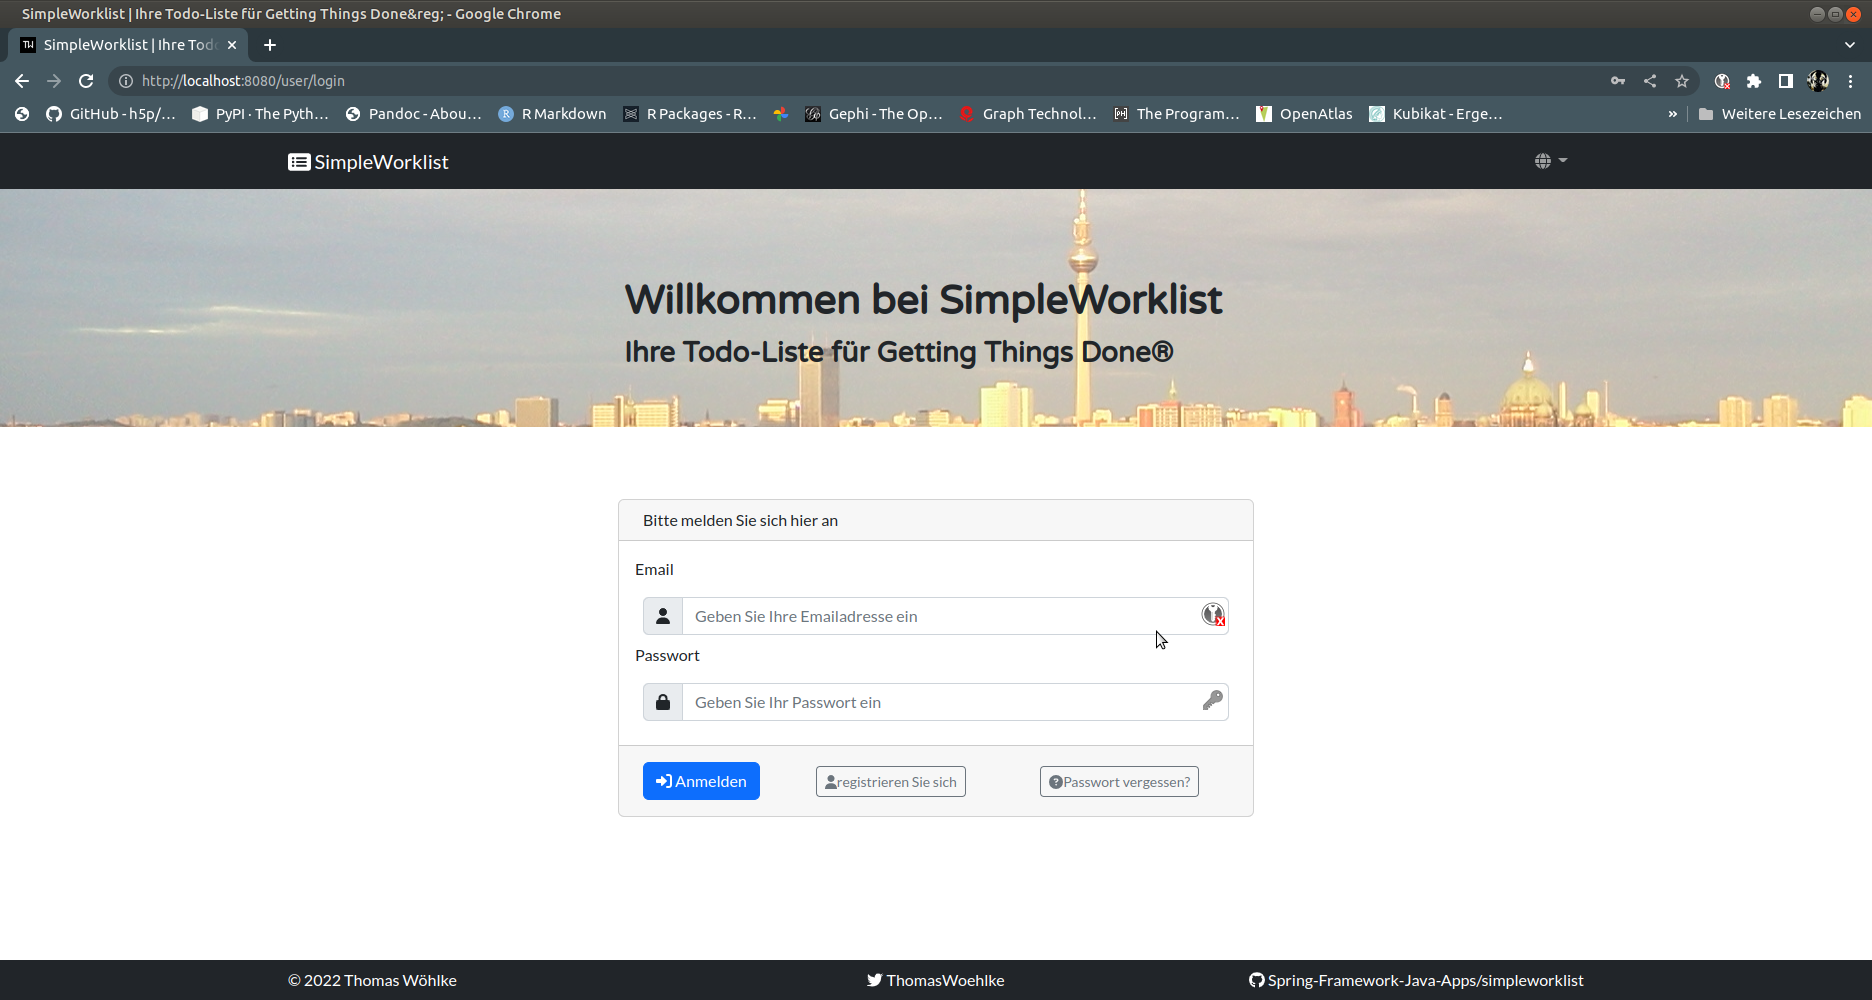 SimpleWorklist | Ihre Todo-Liste für Getting Things Done&reg; - Google Chrome
SimpleWorklist | Ihre Tod
http://localhost:8080/user/login
GitHub - h5p/… PyPI · The Pyth… Pandoc - Abou… R Markdown R Packages - R… Gephi - The Op… Graph Technol… The Program… OpenAtlas Kubikat - Erge… » Weitere Lesezeichen
SimpleWorklist
Willkommen bei SimpleWorklist
Ihre Todo-Liste für Getting Things Done®
Bitte melden Sie sich hier an
Email
Geben Sie Ihre Emailadresse ein
Passwort
Geben Sie Ihr Passwort ein
Anmelden registrieren Sie sich Passwort vergessen?
© 2022 Thomas Wöhlke ThomasWoehlke Spring-Framework-Java-Apps/simpleworklist